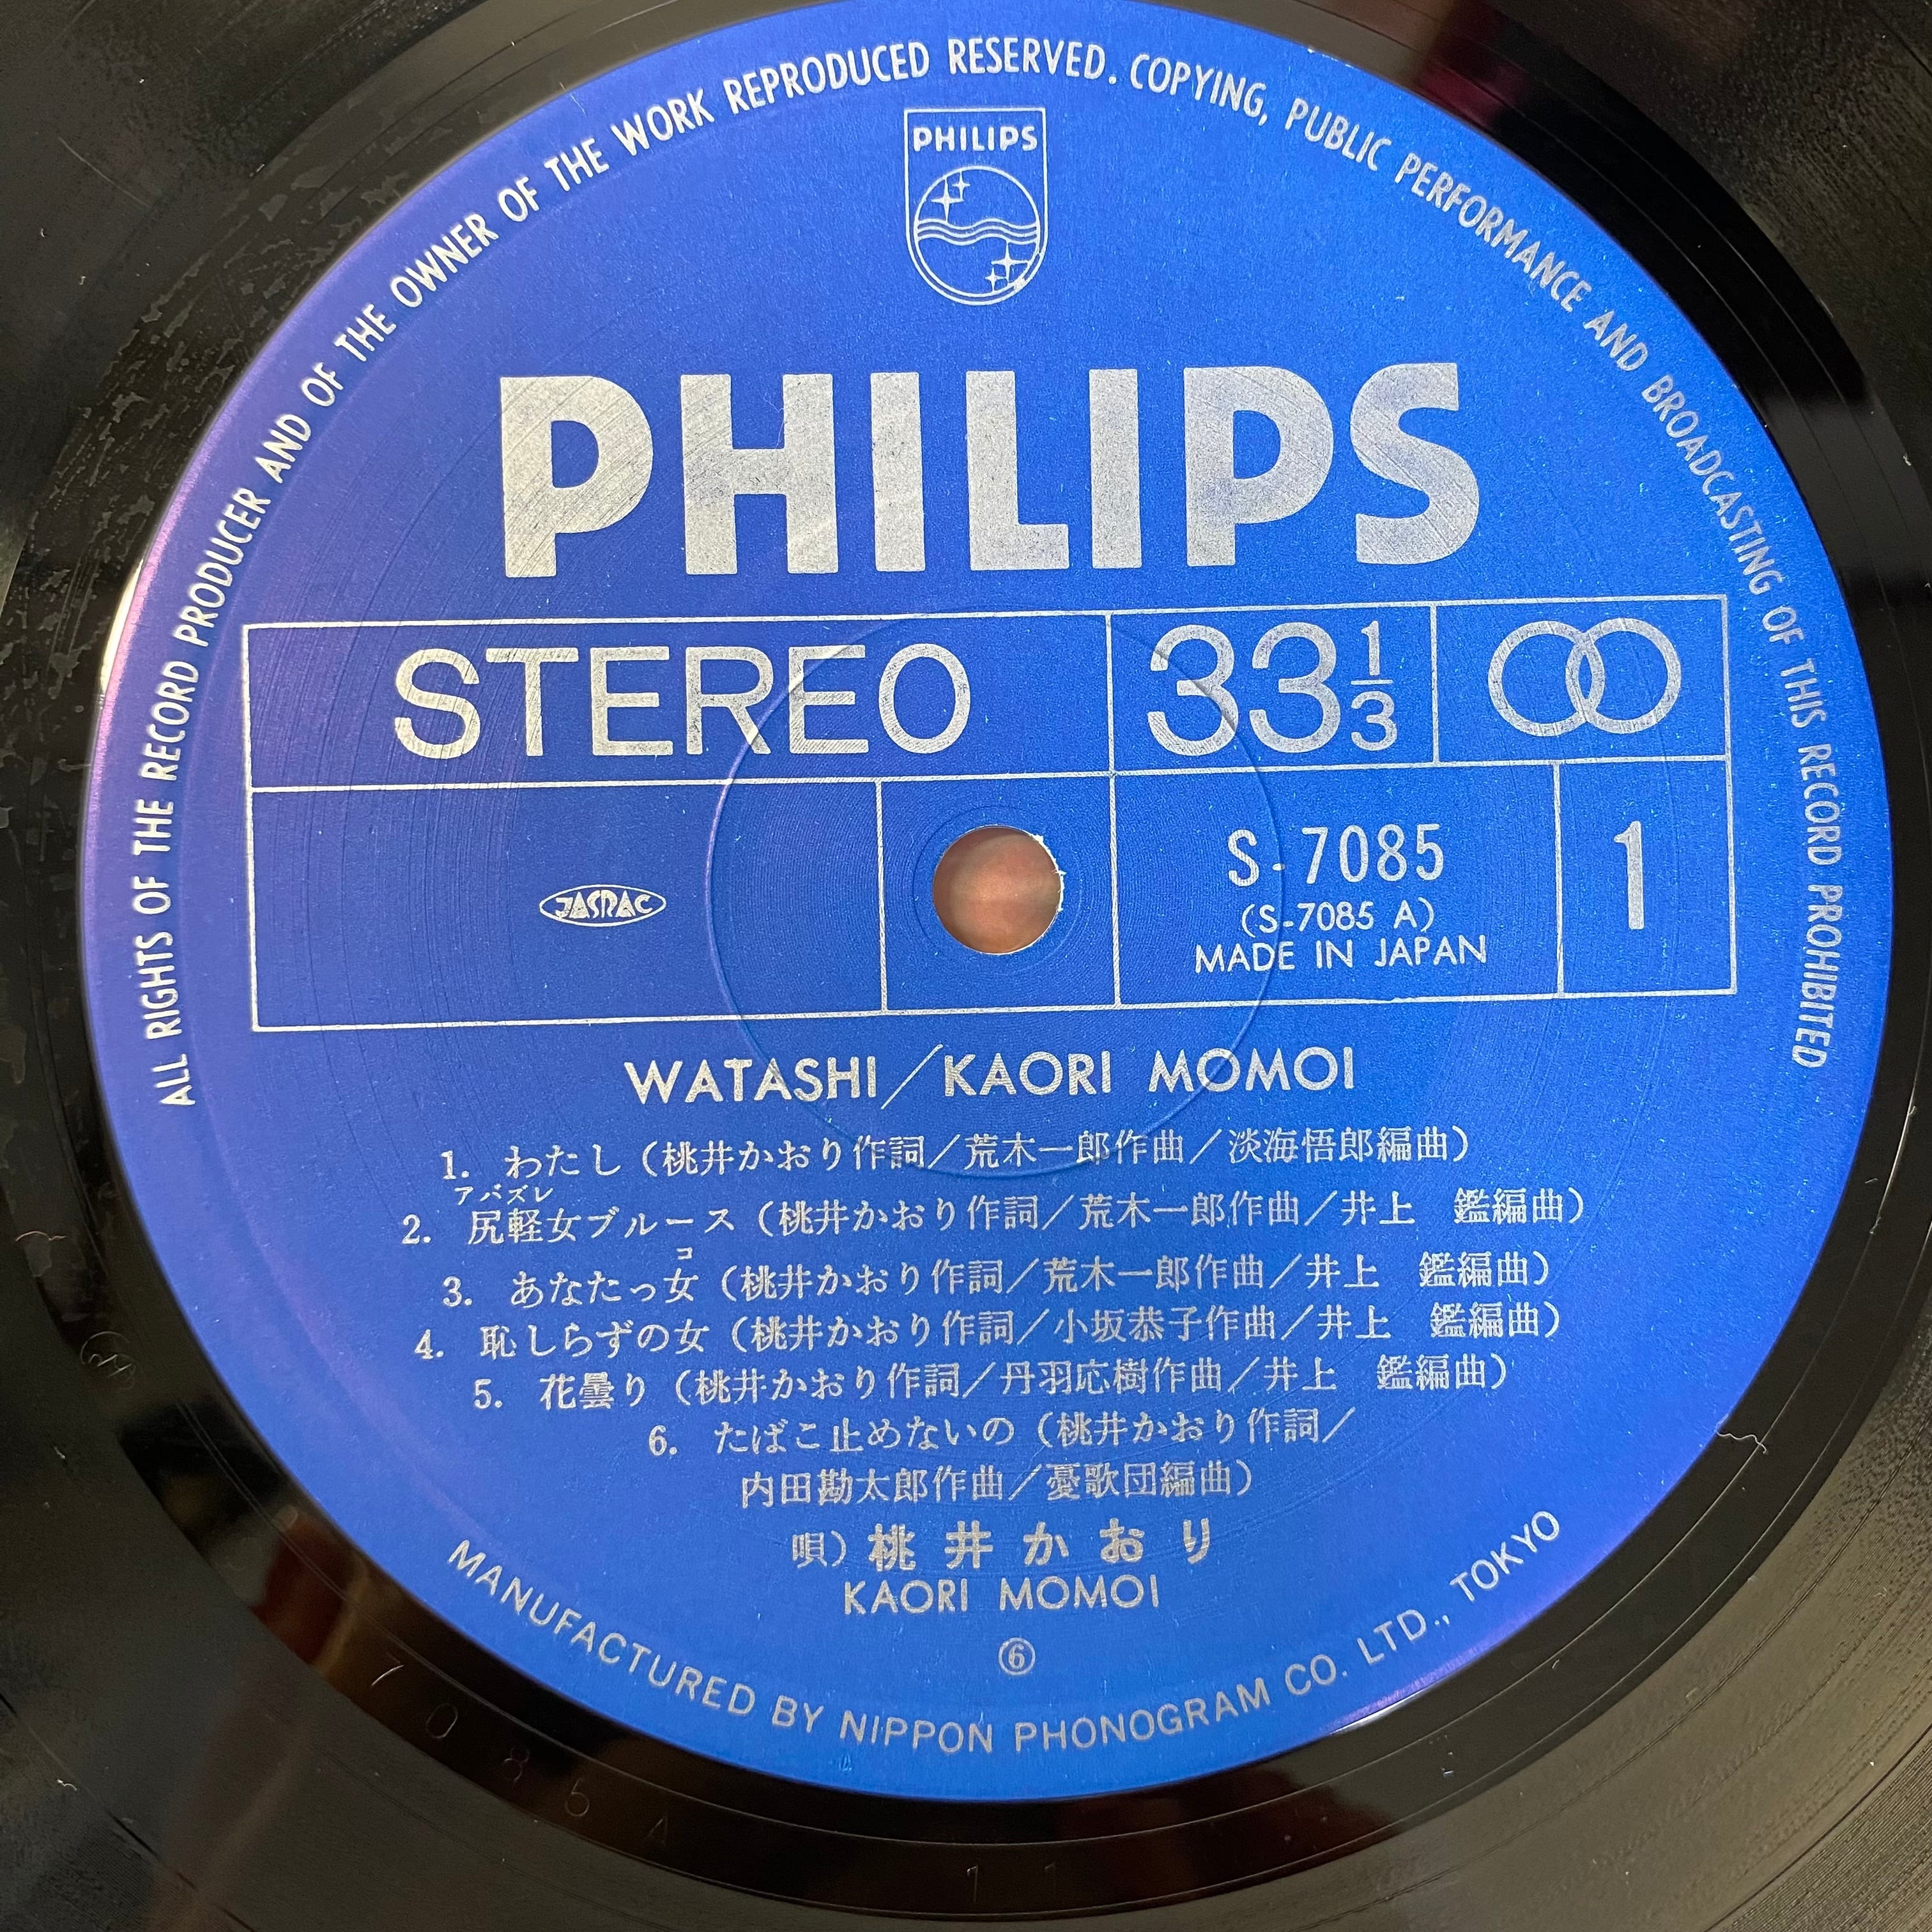 ALL RIGHTS OF THE RECORD PRODUCER AND OF THE OWNER OF THE WORK REPRODUCED RESERVED. COPYING, PUBLIC PERFORMANCE AND BROADCASTING OF THIS RECORD PROHIBITED
PHILIPS
PHILIPS
STEREO 33 1/3
JASRAC
S-7085
(S-7085 A)
MADE IN JAPAN
1
WATASHI/KAORI MOMOI
1. わたし(桃井かおり作詞/荒木一郎作曲/淡海悟郎編曲)
アバズレ
2. 尻軽女ブルース(桃井かおり作詞/荒木一郎作曲/井上 鑑編曲)
コ
3. あなたっ女(桃井かおり作詞/荒木一郎作曲/井上 鑑編曲)
4. 恥しらずの女(桃井かおり作詞/小坂恭子作曲/井上 鑑編曲)
5. 花曇り(桃井かおり作詞/丹羽応樹作曲/井上 鑑編曲)
6. たばこ止めないの(桃井かおり作詞/
内田勘太郎作曲/憂歌団編曲)
唄)桃井かおり
KAORI MOMOI
⑥
MANUFACTURED BY NIPPON PHONOGRAM CO. LTD., TOKYO
7085A 11